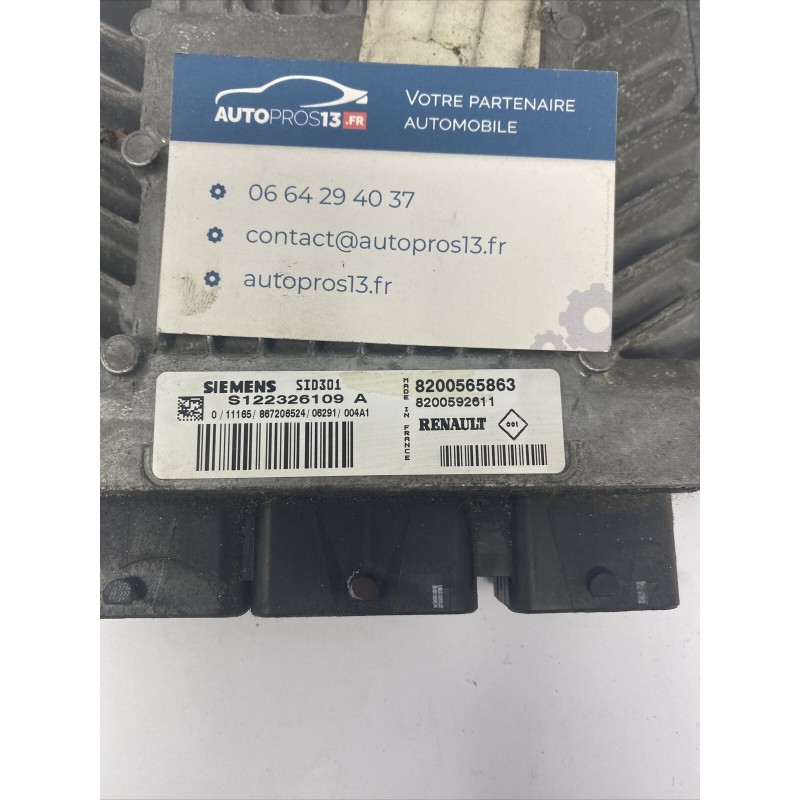 AUTOPROS13.FR
VOTRE PARTENAIRE
AUTOMOBILE
06 64 29 40 37
contact@autopros13.fr
autopros13.fr
SIEMENS SID301
S122326109 A
0/11165/867206524/06291/004A1
MADE IN FRANCE
8200565863
8200592611
RENAULT 001